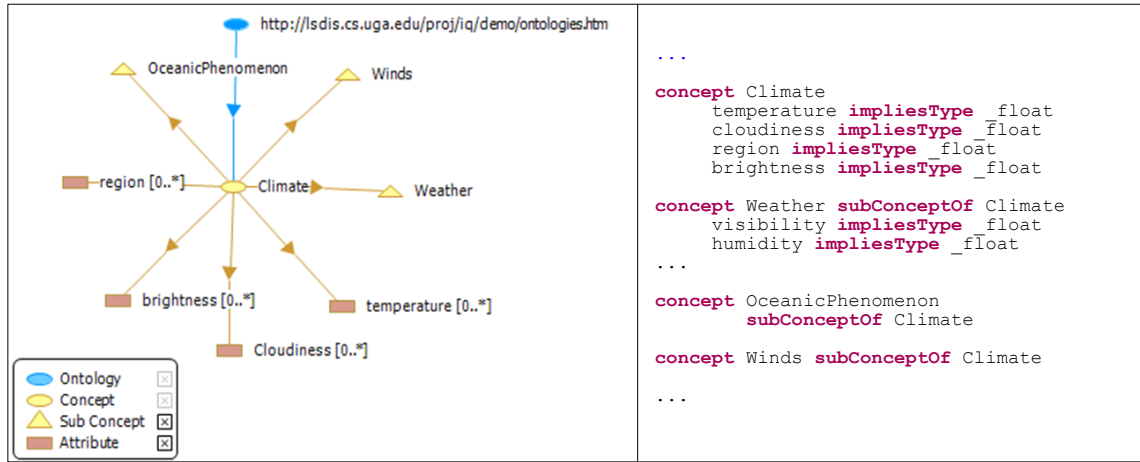 http://lsdis.cs.uga.edu/proj/iq/demo/ontologies.htm
OceanicPhenomenon
Winds
region [0..*]
Climate
Weather
brightness [0..*]
temperature [0..*]
Cloudiness [0..*]
Ontology
Concept
Sub Concept
Attribute
...
concept Climate
temperature impliesType _float
cloudiness impliesType _float
region impliesType _float
brightness impliesType _float
concept Weather subConceptOf Climate
visibility impliesType _float
humidity impliesType _float
...
concept OceanicPhenomenon
subConceptOf Climate
concept Winds subConceptOf Climate
...